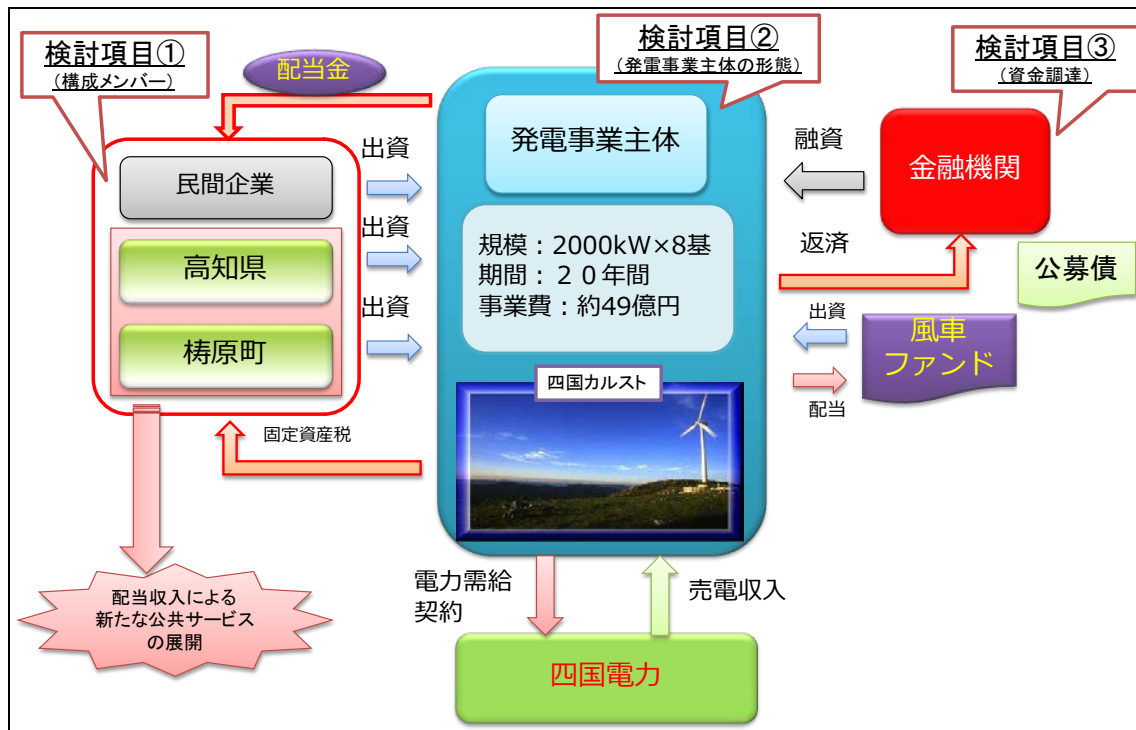 検討項目①
(構成メンバー)
配当金
検討項目②
(発電事業主体の形態)
検討項目③
(資金調達)
出資
民間企業
出資
高知県
出資
梼原町
固定資産税
配当収入による
新たな公共サービス
の展開
発電事業主体
規模：2000kW×8基
期間：２０年間
事業費：約49億円
四国カルスト
融資
金融機関
返済
公募債
出資
風車
ファンド
配当
電力需給
契約
売電収入
四国電力